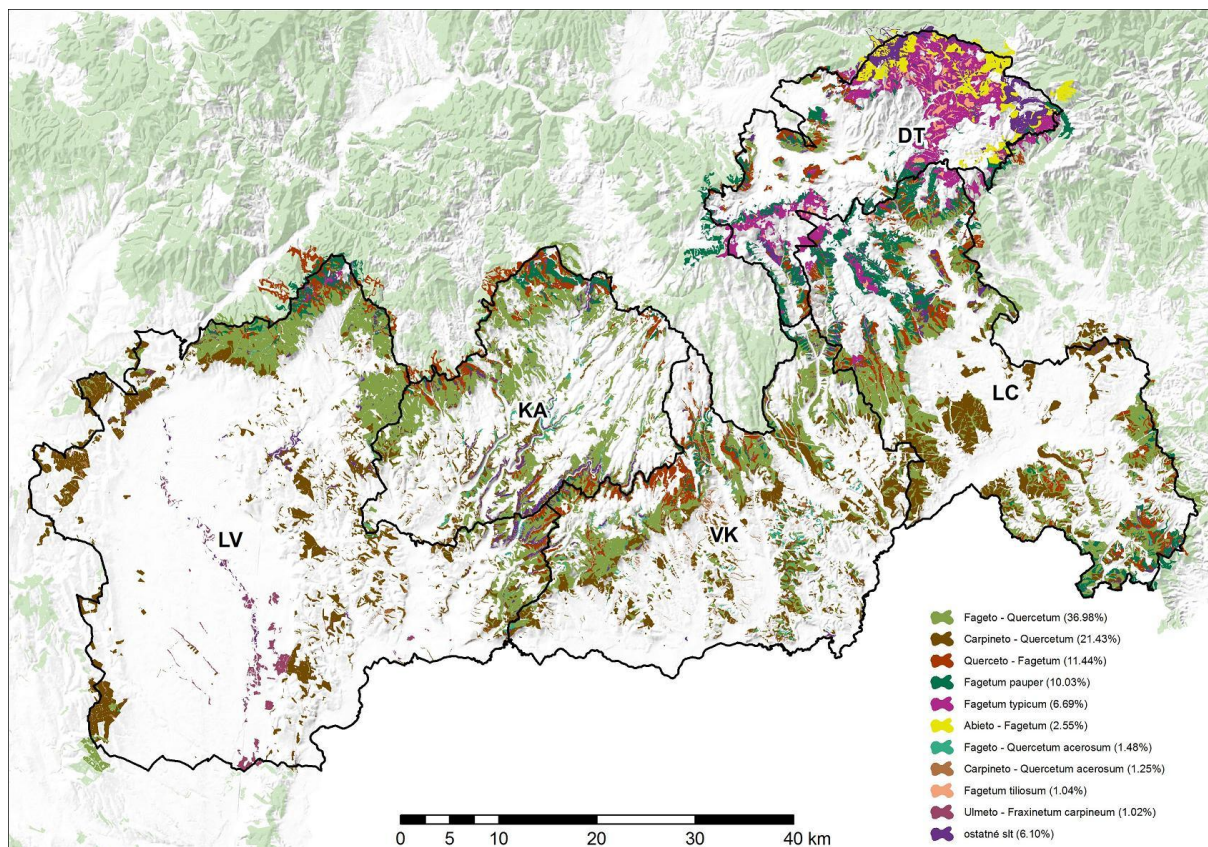 DT
KA
LC
LV
VK
Fageto - Quercetum (36.98%)
Carpineto - Quercetum (21.43%)
Querceto - Fagetum (11.44%)
Fagetum pauper (10.03%)
Fagetum typicum (6.69%)
Abieto - Fagetum (2.55%)
Fageto - Quercetum acerosum (1.48%)
Carpineto - Quercetum acerosum (1.25%)
Fagetum tiliosum (1.04%)
Ulmeto - Fraxinetum carpineum (1.02%)
ostatné slt (6.10%)
0 5 10 20 30 40 km